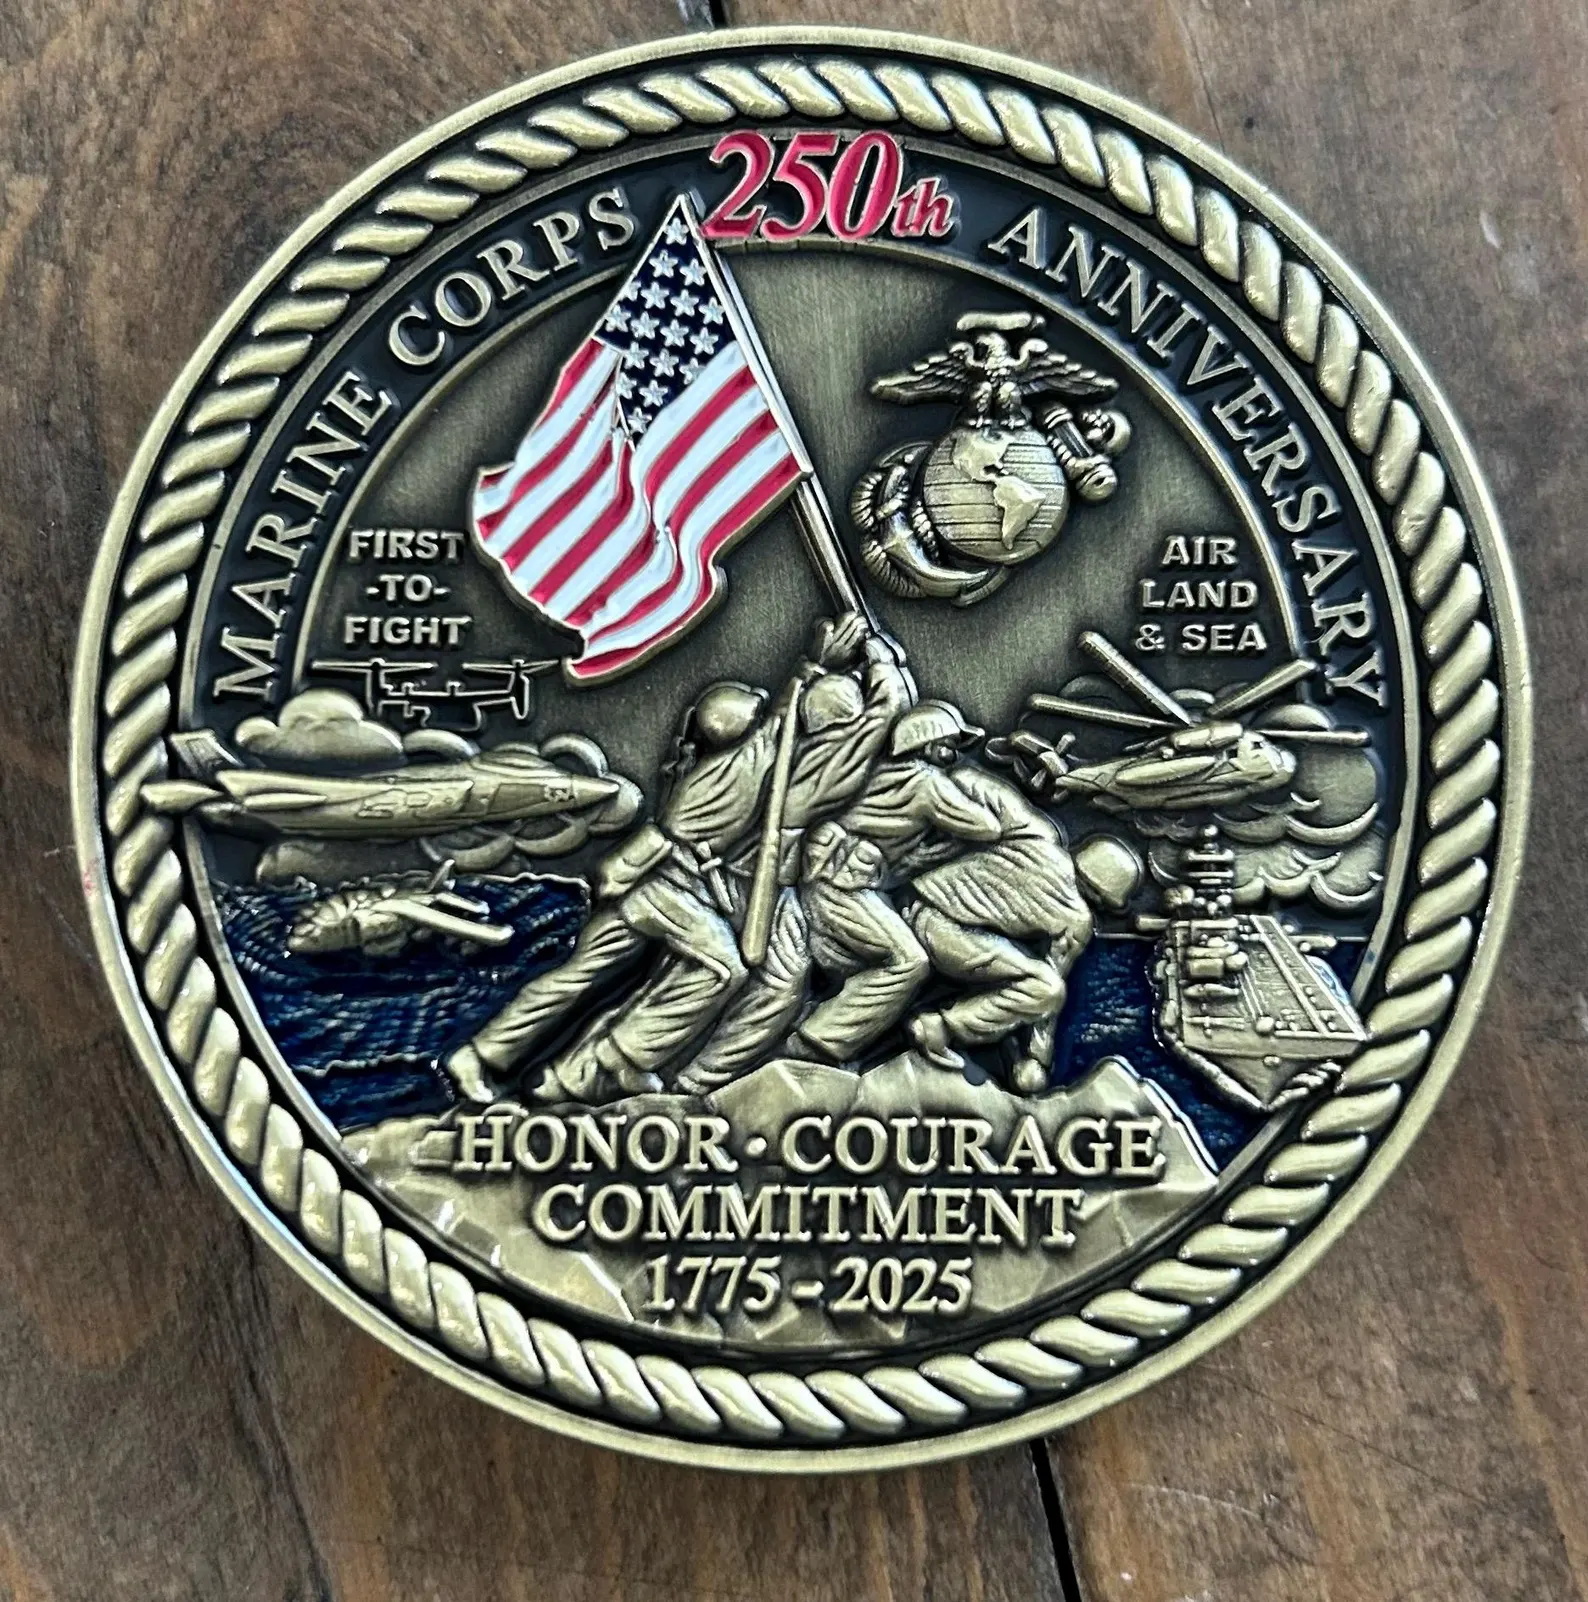 MARINE CORPS 250th ANNIVERSARY
FIRST
-TO-
FIGHT
AIR
LAND
& SEA
HONOR · COURAGE
COMMITMENT
1775 - 2025